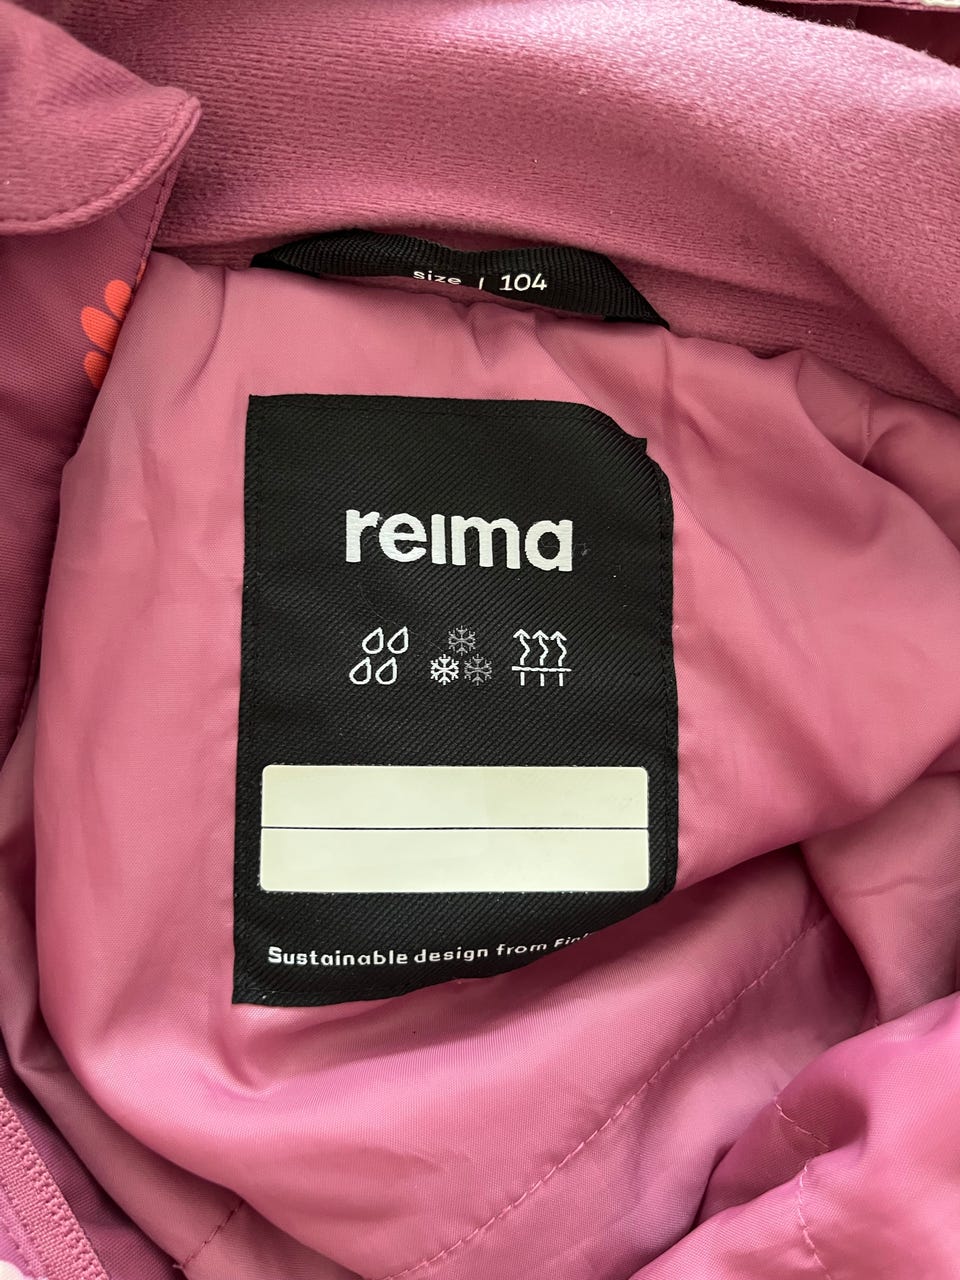 size / 104
reima
Sustainable design from